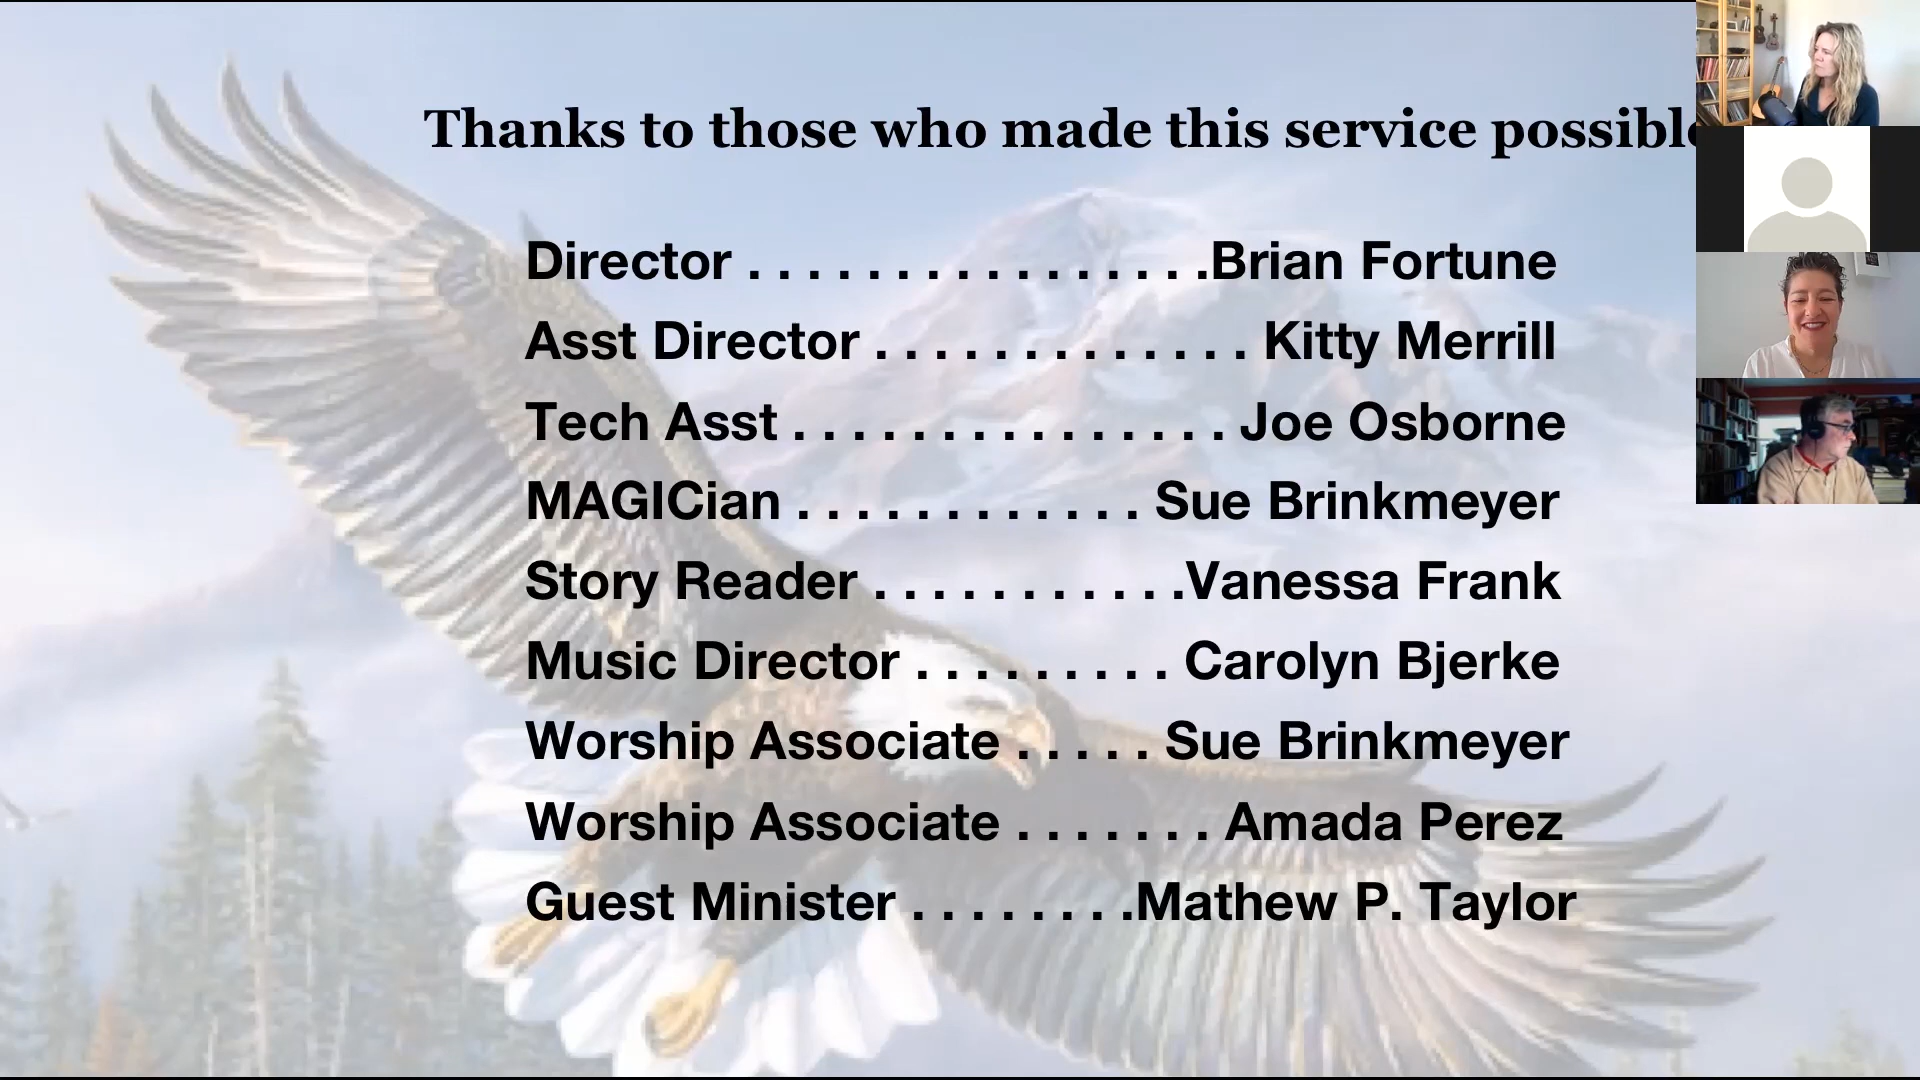 Thanks to those who made this service possible
Director . . . . . . . . . . . . . . . .Brian Fortune
Asst Director . . . . . . . . . . . . . Kitty Merrill
Tech Asst . . . . . . . . . . . . . . . Joe Osborne
MAGICian . . . . . . . . . . . . Sue Brinkmeyer
Story Reader . . . . . . . . . . .Vanessa Frank
Music Director . . . . . . . . . Carolyn Bjerke
Worship Associate . . . . . Sue Brinkmeyer
Worship Associate . . . . . . . Amada Perez
Guest Minister . . . . . . . .Mathew P. Taylor